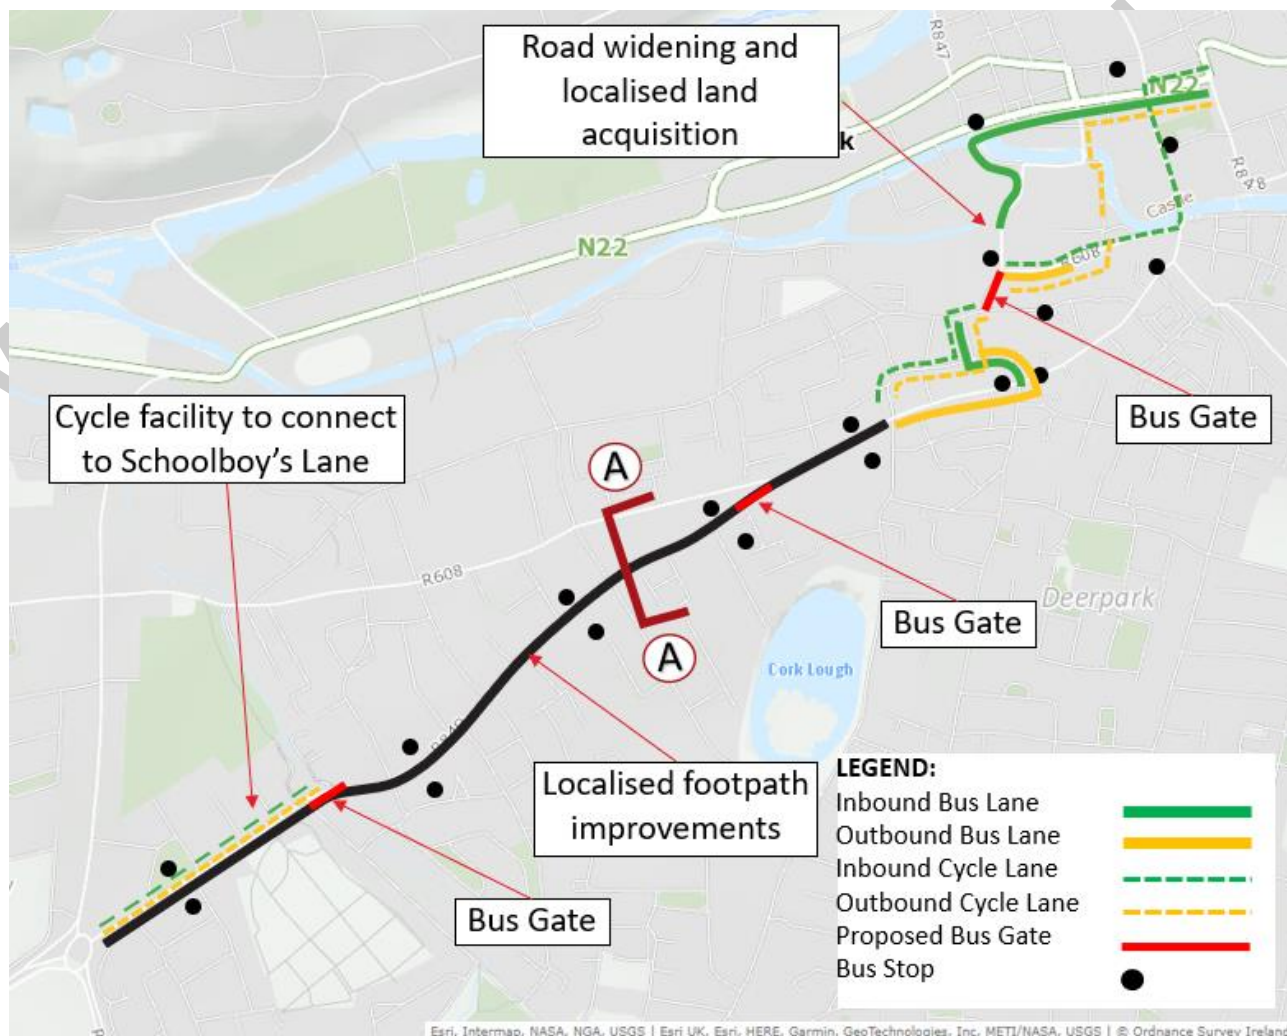 Road widening and
localised land
acquisition
R847
N22
k
R848
Castle
N22
R608
Bus Gate
Cycle facility to connect
to Schoolboy's Lane
A
R608
Bus Gate
Deerpark
A
Cork Lough
R849
Localised footpath
improvements
Bus Gate
LEGEND:
Inbound Bus Lane
Outbound Bus Lane
Inbound Cycle Lane
Outbound Cycle Lane
Proposed Bus Gate
Bus Stop
Esri, Intermap, NASA, NGA, USGS | Esri UK, Esri, HERE, Garmin, GeoTechnologies, Inc, METI/NASA, USGS | © Ordnance Survey Ireland